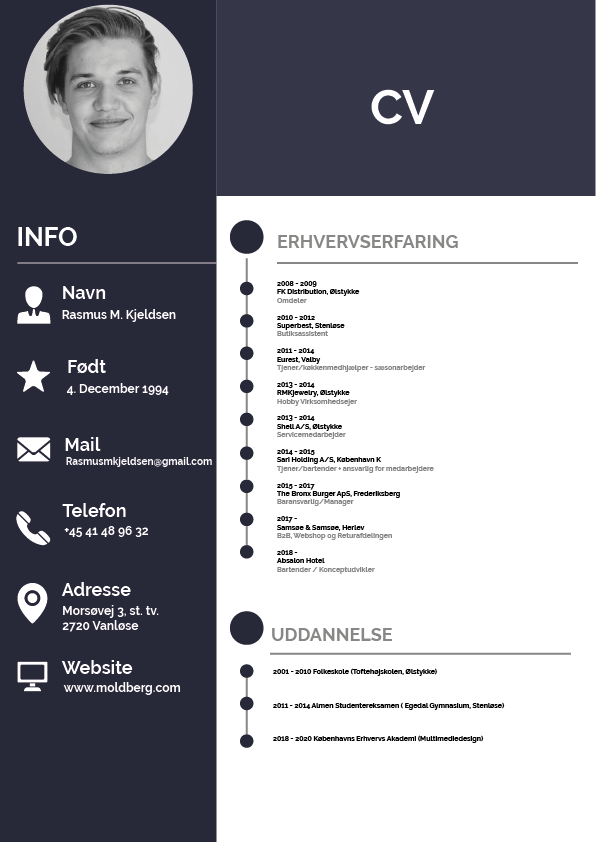 CV
INFO
Navn
Rasmus M. Kjeldsen
Født
4. December 1994
Mail
Rasmusmkjeldsen@gmail.com
Telefon
+45 41 48 96 32
Adresse
Morsøvej 3, st. tv.
2720 Vanløse
Website
www.moldberg.com
ERHVERVSERFARING
2008 - 2009
FK Distribution, Ølstykke
Omdeler
2010 - 2012
Superbest, Stenløse
Butiksassistent
2011 - 2014
Eurest, Valby
Tjener/køkkenmedhjælper - sæsonarbejder
2013 - 2014
RMKjewelry, Ølstykke
Hobby Virksomhedsejer
2013 - 2014
Shell A/S, Ølstykke
Servicemedarbejder
2014 - 2015
Sari Holding A/S, København K
Tjener/bartender + ansvarlig for medarbejdere
2015 - 2017
The Bronx Burger ApS, Frederiksberg
Baransvarlig/Manager
2017 -
Samsøe & Samsøe, Herlev
B2B, Webshop og Returafdelingen
2018 -
Absalon Hotel
Bartender / Konceptudvikler
UDDANNELSE
2001 - 2010 Folkeskole (Toftehøjskolen, Ølstykke)
2011 - 2014 Almen Studentereksamen ( Egedal Gymnasium, Stenløse)
2018 - 2020 Københavns Erhvervs Akademi (Multimediedesign)